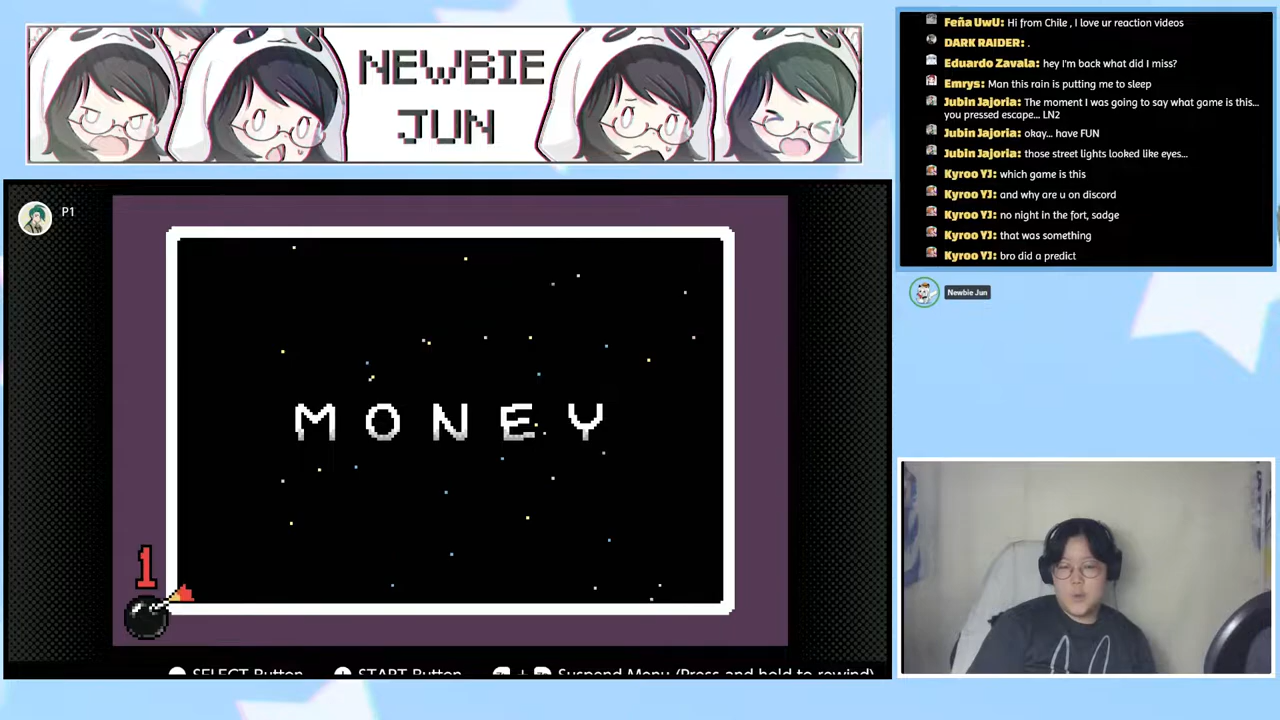 NEWBIE
JUN
Feña UwU: Hi from Chile , I love ur reaction videos
DARK RAIDER: .
Eduardo Zavala: hey I'm back what did I miss?
Emrys: Man this rain is putting me to sleep
Jubin Jajoria: The moment I was going to say what game is this...
you pressed escape... LN2
Jubin Jajoria: okay... have FUN
Jubin Jajoria: those street lights looked like eyes...
Kyroo YJ: which game is this
Kyroo YJ: and why are u on discord
Kyroo YJ: no night in the fort, sadge
Kyroo YJ: that was something
Kyroo YJ: bro did a predict
Newbie Jun
P1
MONEY
1
SELECT Button
START Button
+
Suspend Menu (Press and hold to rewind)